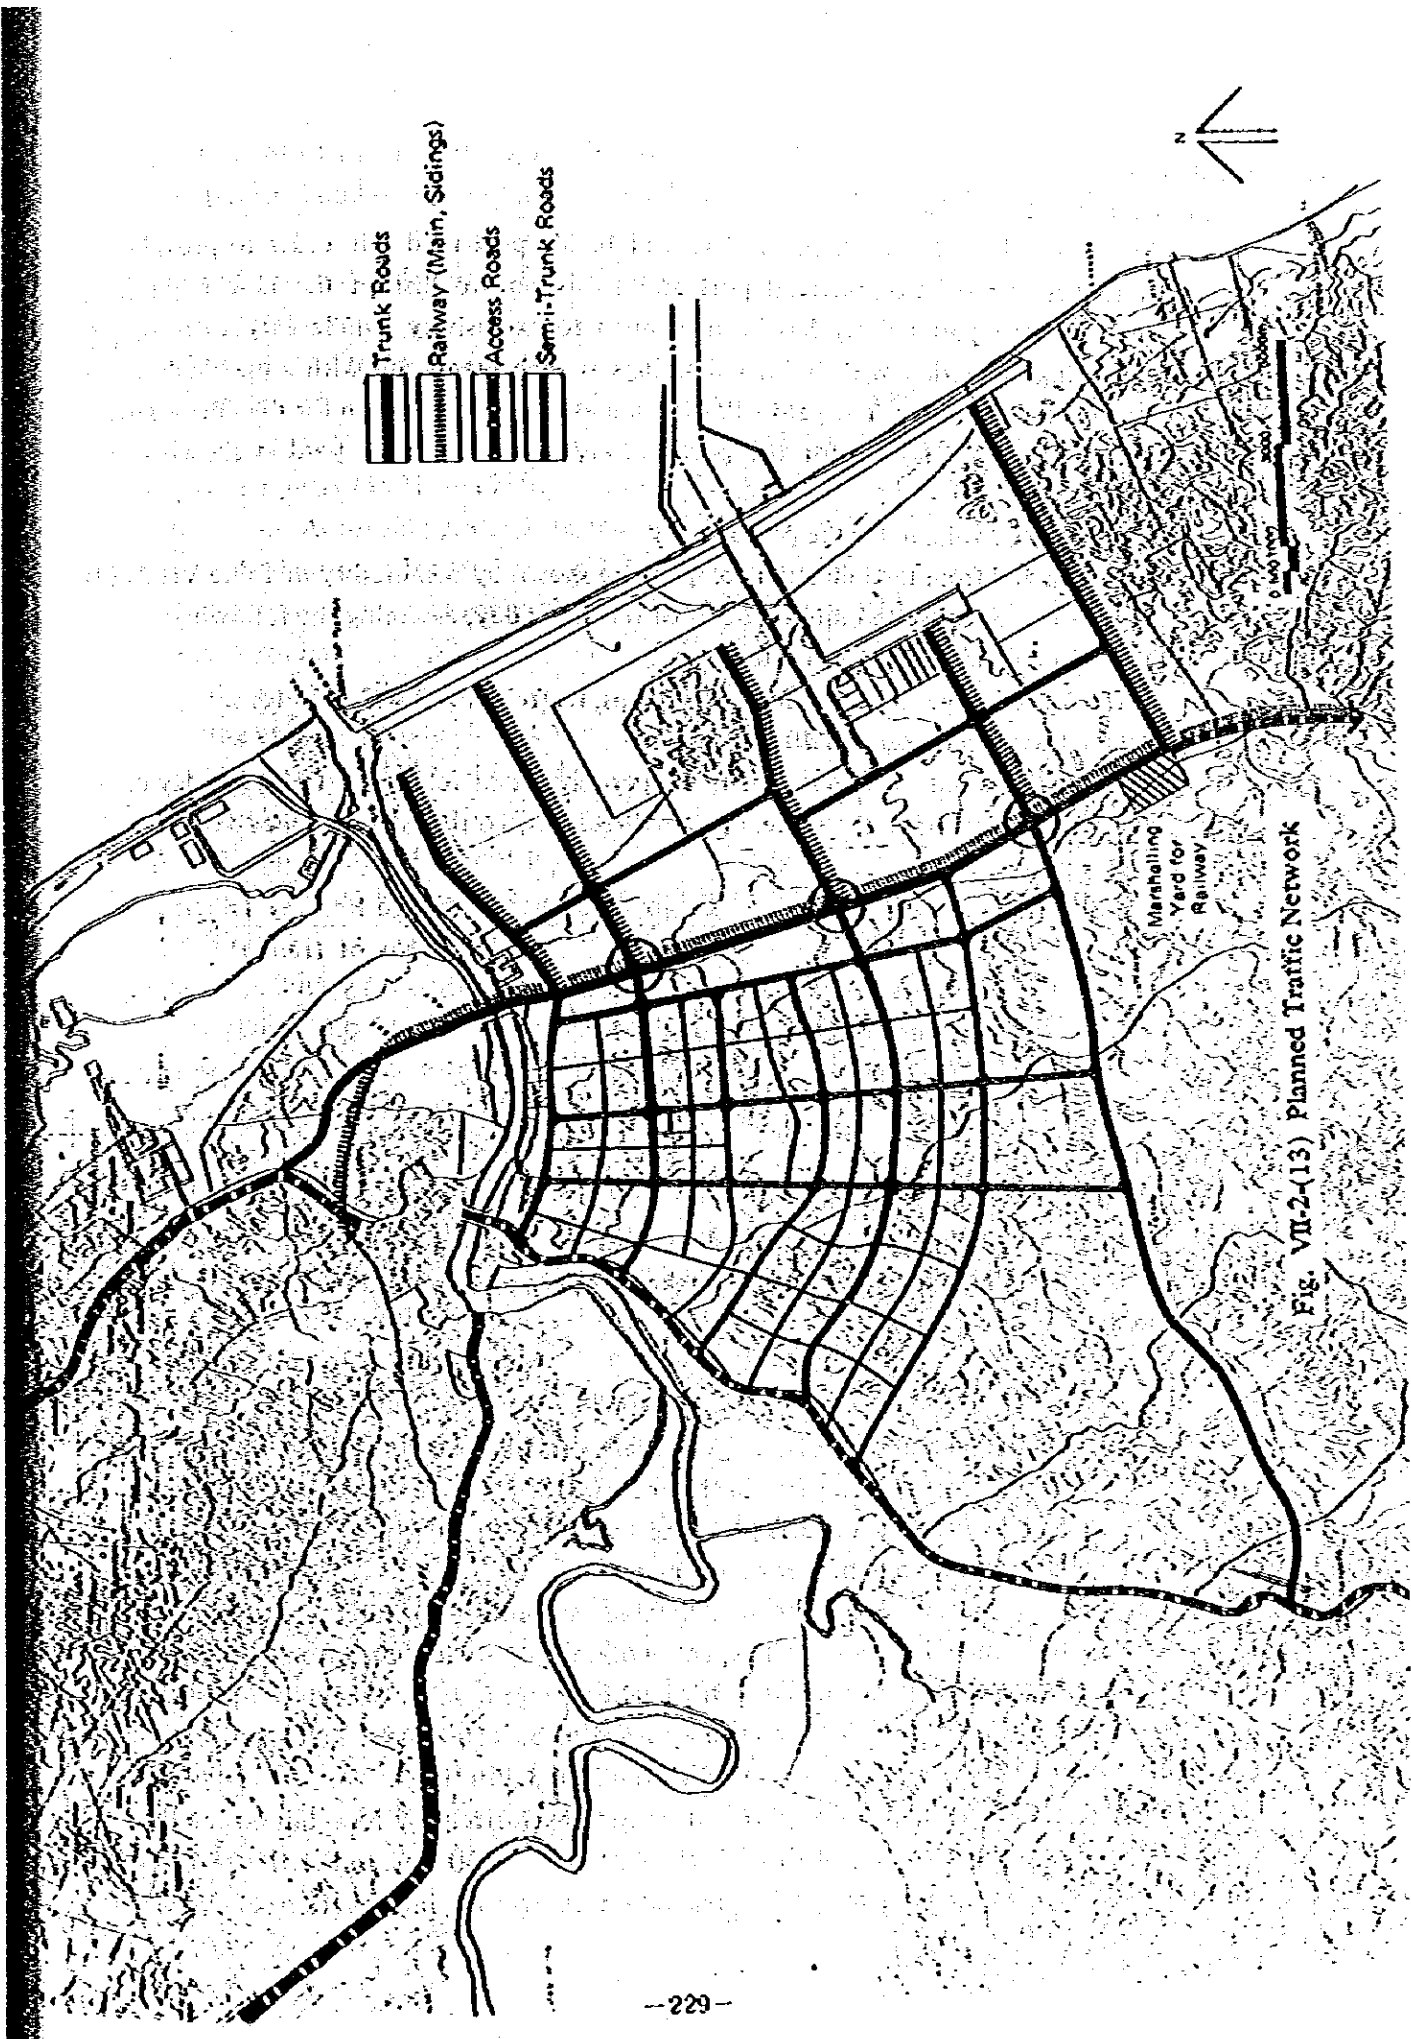 N
Trunk Roads
Railway (Main, Sidings)
Access Roads
Semi-Trunk Roads
Marshalling
Yard for
Railway
Fig. VII-2-(13) Planned Traffic Network
-229-